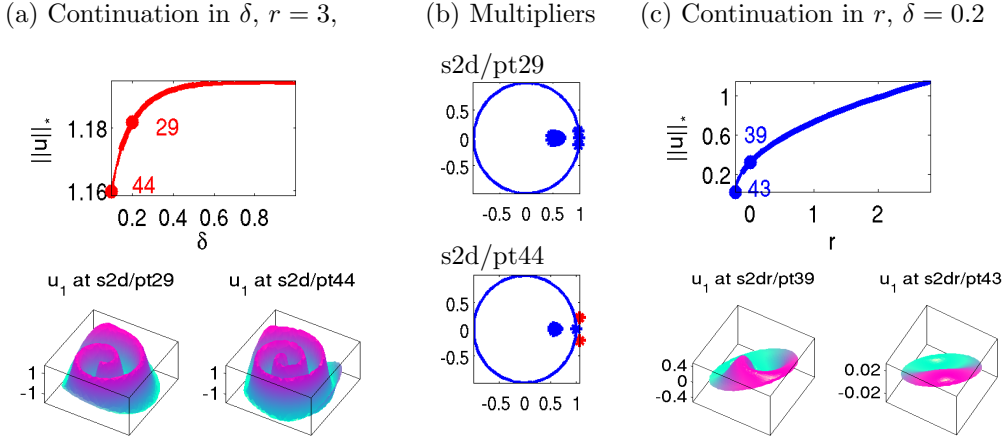 (a) Continuation in δ, r = 3,
||u||*
1.18
1.16
29
44
0.2 0.4 0.6 0.8
δ
u1 at s2d/pt29
1
-1
u1 at s2d/pt44
1
-1
(b) Multipliers
s2d/pt29
0.5
0
-0.5
-0.5 0 0.5 1
s2d/pt44
0.5
0
-0.5
-0.5 0 0.5 1
(c) Continuation in r, δ = 0.2
||u||*
1
0.6
0.2
39
43
0 1 2
r
u1 at s2dr/pt39
0.4
0
-0.4
u1 at s2dr/pt43
0.02
-0.02